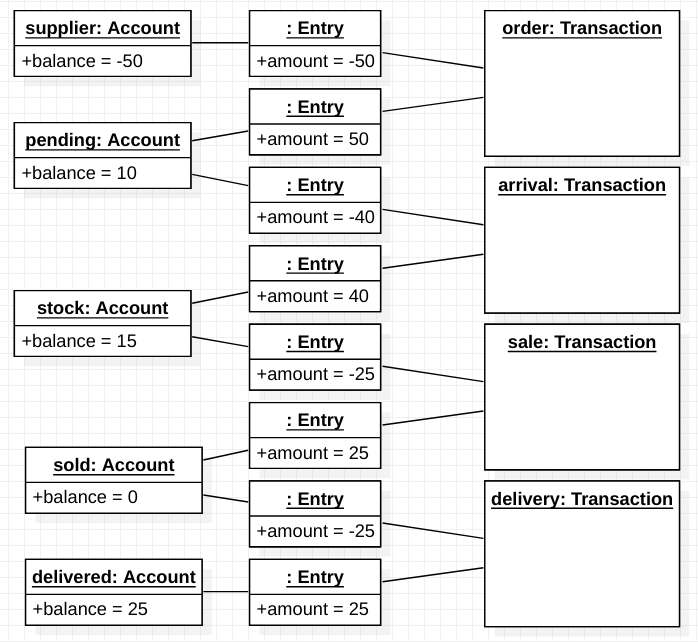 supplier: Account
+balance = -50
: Entry
+amount = -50
order: Transaction
: Entry
+amount = 50
pending: Account
+balance = 10
: Entry
+amount = -40
arrival: Transaction
: Entry
+amount = 40
stock: Account
+balance = 15
: Entry
+amount = -25
sale: Transaction
: Entry
+amount = 25
sold: Account
+balance = 0
: Entry
+amount = -25
delivery: Transaction
delivered: Account
+balance = 25
: Entry
+amount = 25